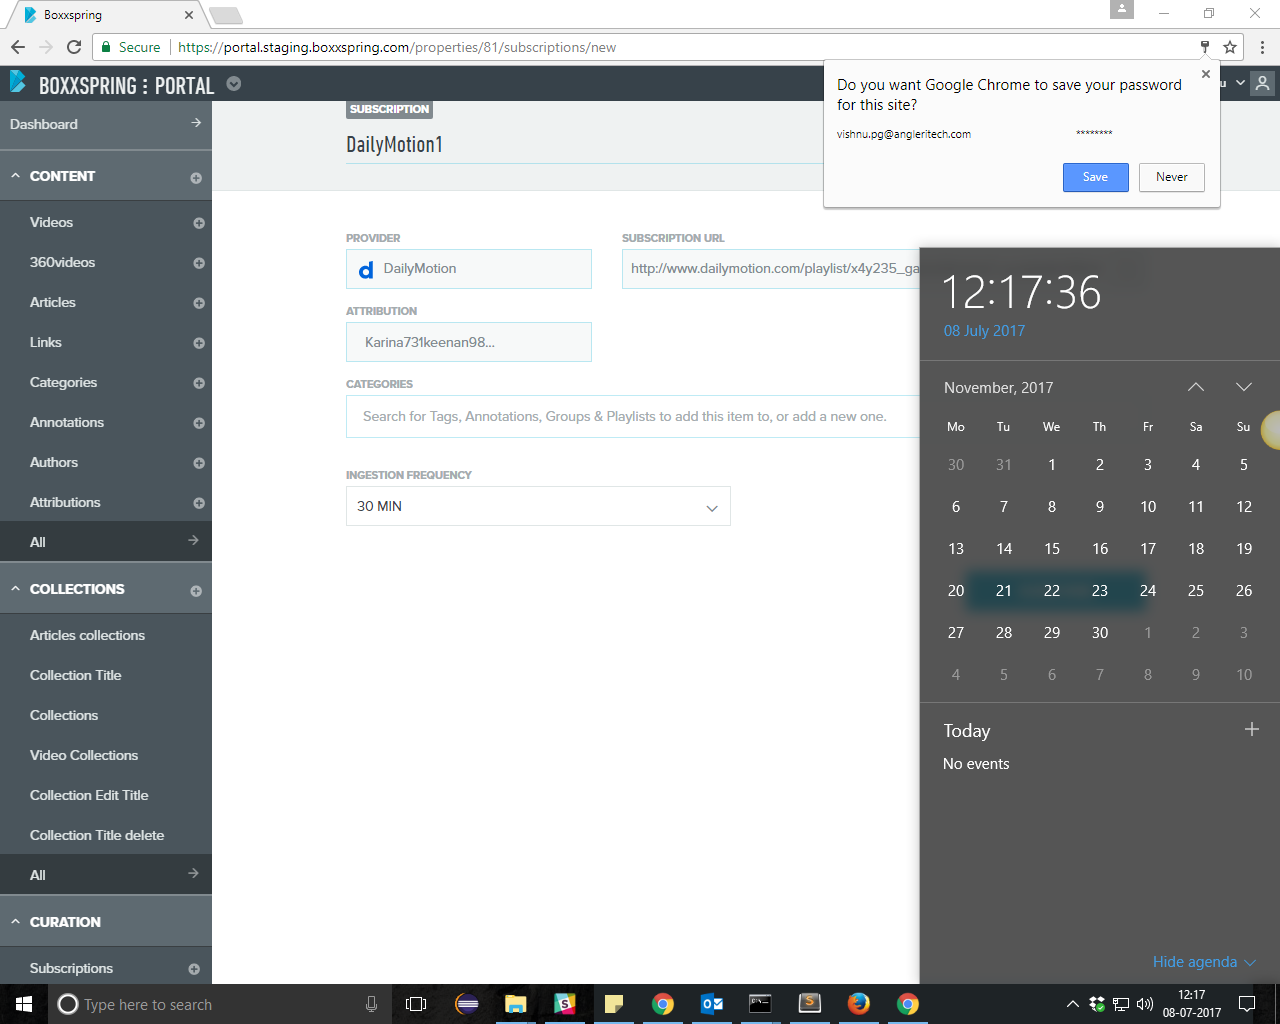 Boxxspring
Secure
https://portal.staging.boxxspring.com/properties/81/subscriptions/new
BOXXSPRING : PORTAL
Do you want Google Chrome to save your password
for this site?
vishnu.pg@angleritech.com
********
Save
Never
Dashboard
CONTENT
Videos
360videos
Articles
Links
Categories
Annotations
Authors
Attributions
All
COLLECTIONS
Articles collections
Collection Title
Collections
Video Collections
Collection Edit Title
Collection Title delete
All
CURATION
Subscriptions
SUBSCRIPTION
DailyMotion1
PROVIDER
d DailyMotion
SUBSCRIPTION URL
http://www.dailymotion.com/playlist/x4y235_ga
ATTRIBUTION
Karina731keenan98...
CATEGORIES
Search for Tags, Annotations, Groups & Playlists to add this item to, or add a new one.
INGESTION FREQUENCY
30 MIN
12:17:36
08 July 2017
November, 2017
Mo Tu We Th Fr Sa Su
30 31 1 2 3 4 5
6 7 8 9 10 11 12
13 14 15 16 17 18 19
20 21 22 23 24 25 26
27 28 29 30 1 2 3
4 5 6 7 8 9 10
Today
No events
Hide agenda
Type here to search
12:17
08-07-2017